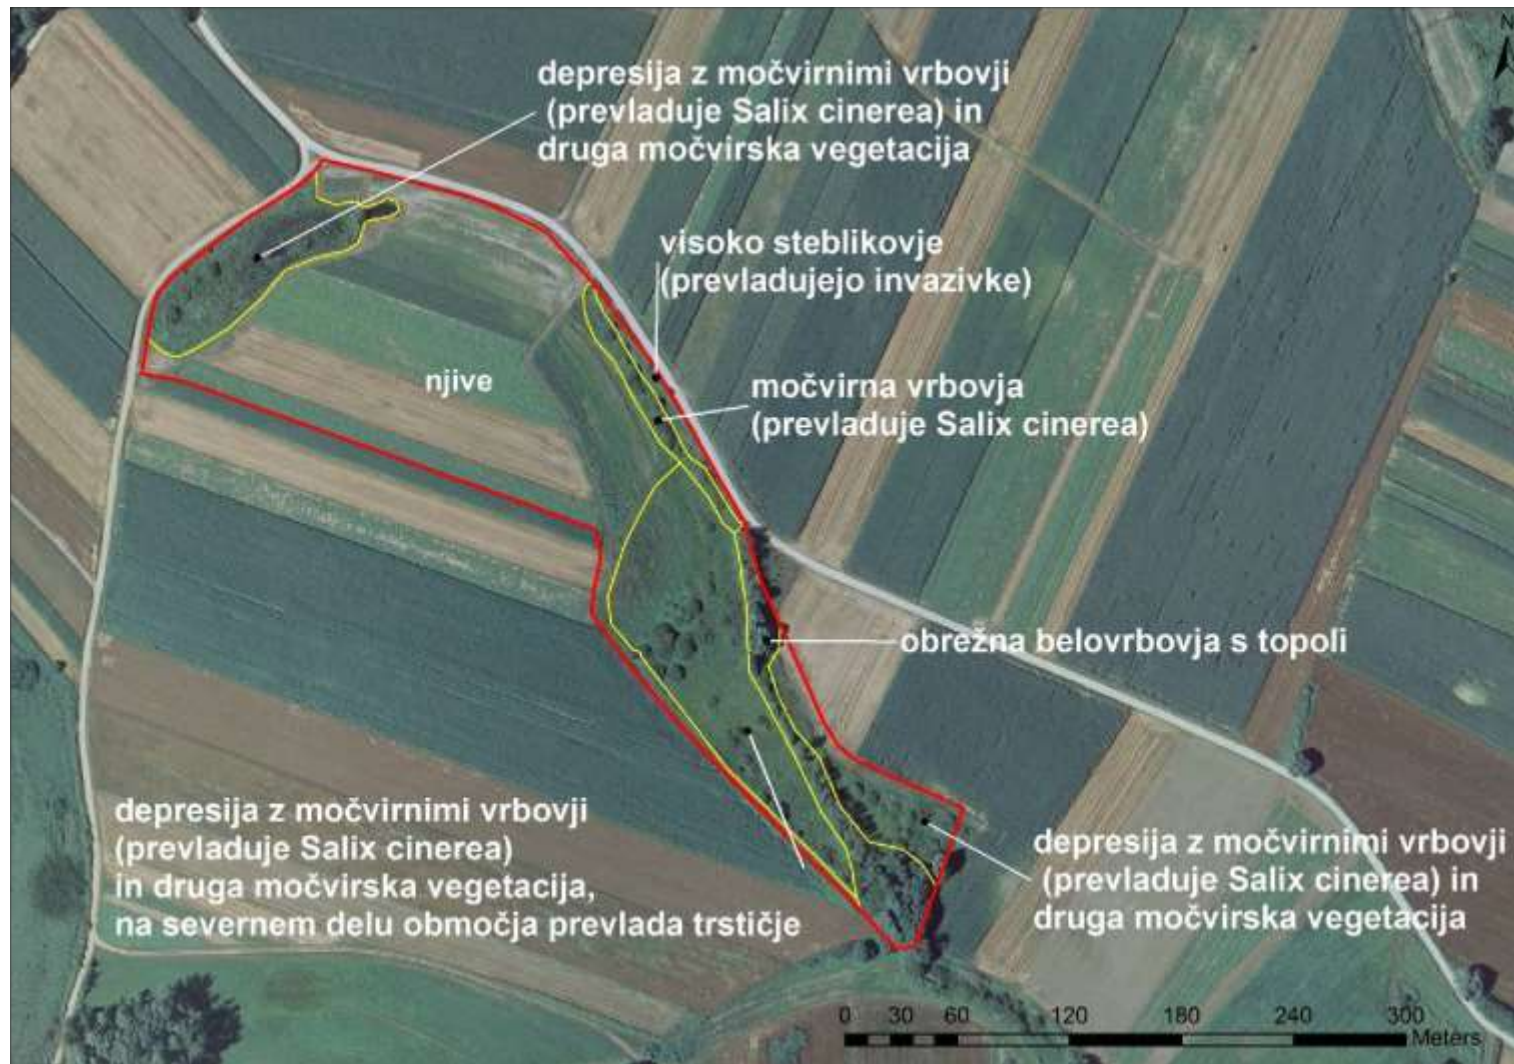 N
depresija z močvirnimi vrbovji
(prevladuje Salix cinerea) in
druga močvirska vegetacija
visoko steblikovje
(prevladujejo invazivke)
njive
močvirna vrbovja
(prevladuje Salix cinerea)
obrežna belovrbovja s topoli
depresija z močvirnimi vrbovji
(prevladuje Salix cinerea)
in druga močvirska vegetacija,
na severnem delu območja prevlada trstičje
depresija z močvirnimi vrbovji
(prevladuje Salix cinerea) in
druga močvirska vegetacija
0 30 60 120 180 240 300
Meters